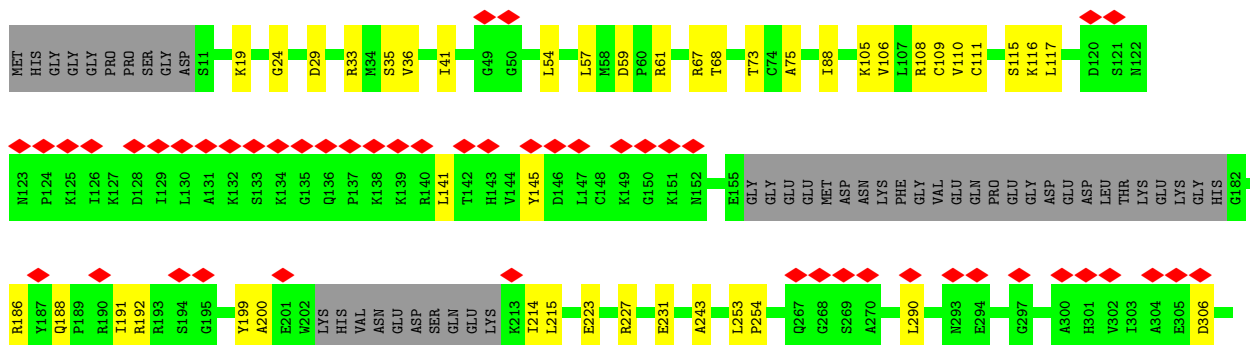 MET HIS GLY GLY GLY PRO PRO SER GLY ASP S11 K19 G24 D29 R33 M34 S35 V36 I41 G49 G50 L54 L57 M58 D59 P60 R61 R67 T68 T73 C74 A75 I88 K105 V106 L107 R108 C109 V110 C111 S115 K116 L117 D120 S121 N122
N123 P124 K125 I126 K127 D128 I129 L130 A131 K132 S133 K134 G135 Q136 P137 K138 K139 R140 L141 T142 H143 V144 Y145 D146 L147 C148 K149 G150 K151 N152 E155 GLY GLY GLU GLU MET ASP ASN LYS PHE GLY VAL GLU GLN PRO GLU GLY ASP GLU ASP LEU THR LYS GLU LYS GLY HIS G182
R186 Y187 Q188 P189 R190 I191 R192 R193 S194 G195 Y199 A200 E201 W202 LYS HIS VAL ASN GLU ASP SER GLN GLU LYS K213 I214 L215 E223 R227 E231 A243 L253 P254 Q267 G268 S269 A270 L290 N293 E294 G297 A300 H301 V302 I303 A304 E305 D306